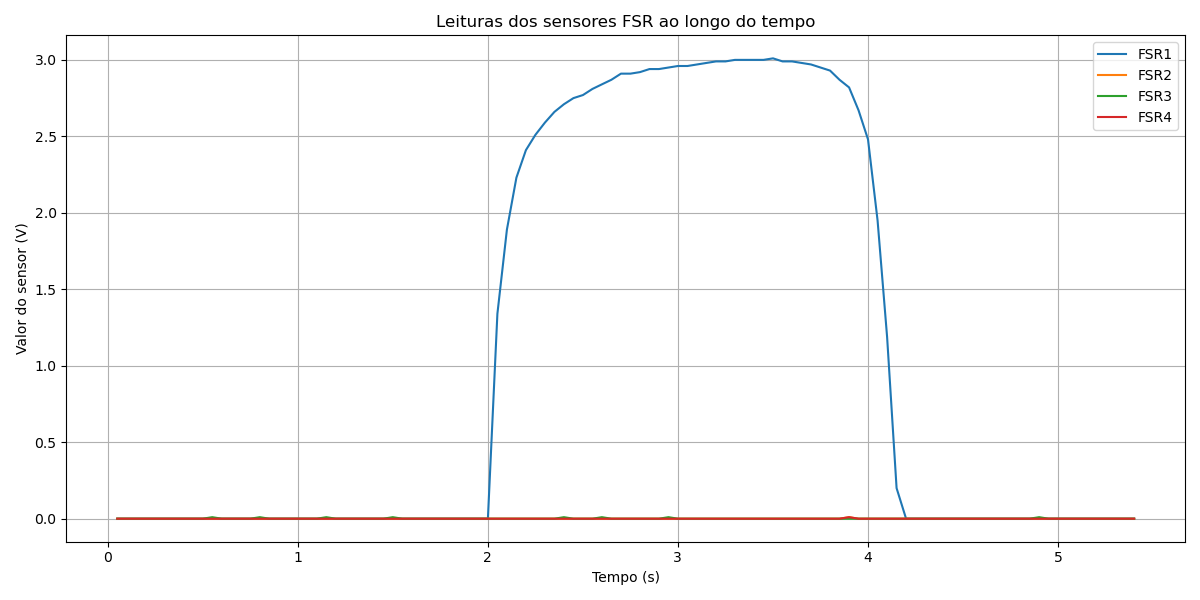 Leituras dos sensores FSR ao longo do tempo
FSR1
FSR2
FSR3
FSR4
Valor do sensor (V)
3.0
2.5
2.0
1.5
1.0
0.5
0.0
0 1 2 3 4 5
Tempo (s)